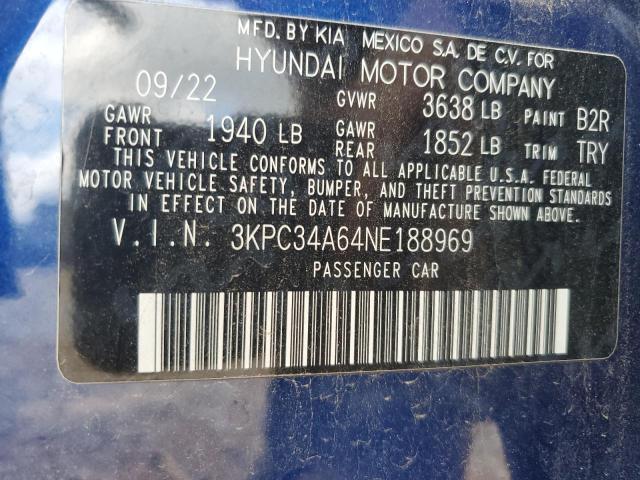 MFD. BY KIA MEXICO S.A. DE C.V. FOR
HYUNDAI MOTOR COMPANY
09/22 GVWR 3638 LB PAINT B2R
GAWR FRONT 1940 LB GAWR REAR 1852 LB TRIM TRY
THIS VEHICLE CONFORMS TO ALL APPLICABLE U.S.A. FEDERAL
MOTOR VEHICLE SAFETY, BUMPER, AND THEFT PREVENTION STANDARDS
IN EFFECT ON THE DATE OF MANUFACTURE SHOWN ABOVE.
V.I.N. 3KPC34A64NE188969
PASSENGER CAR